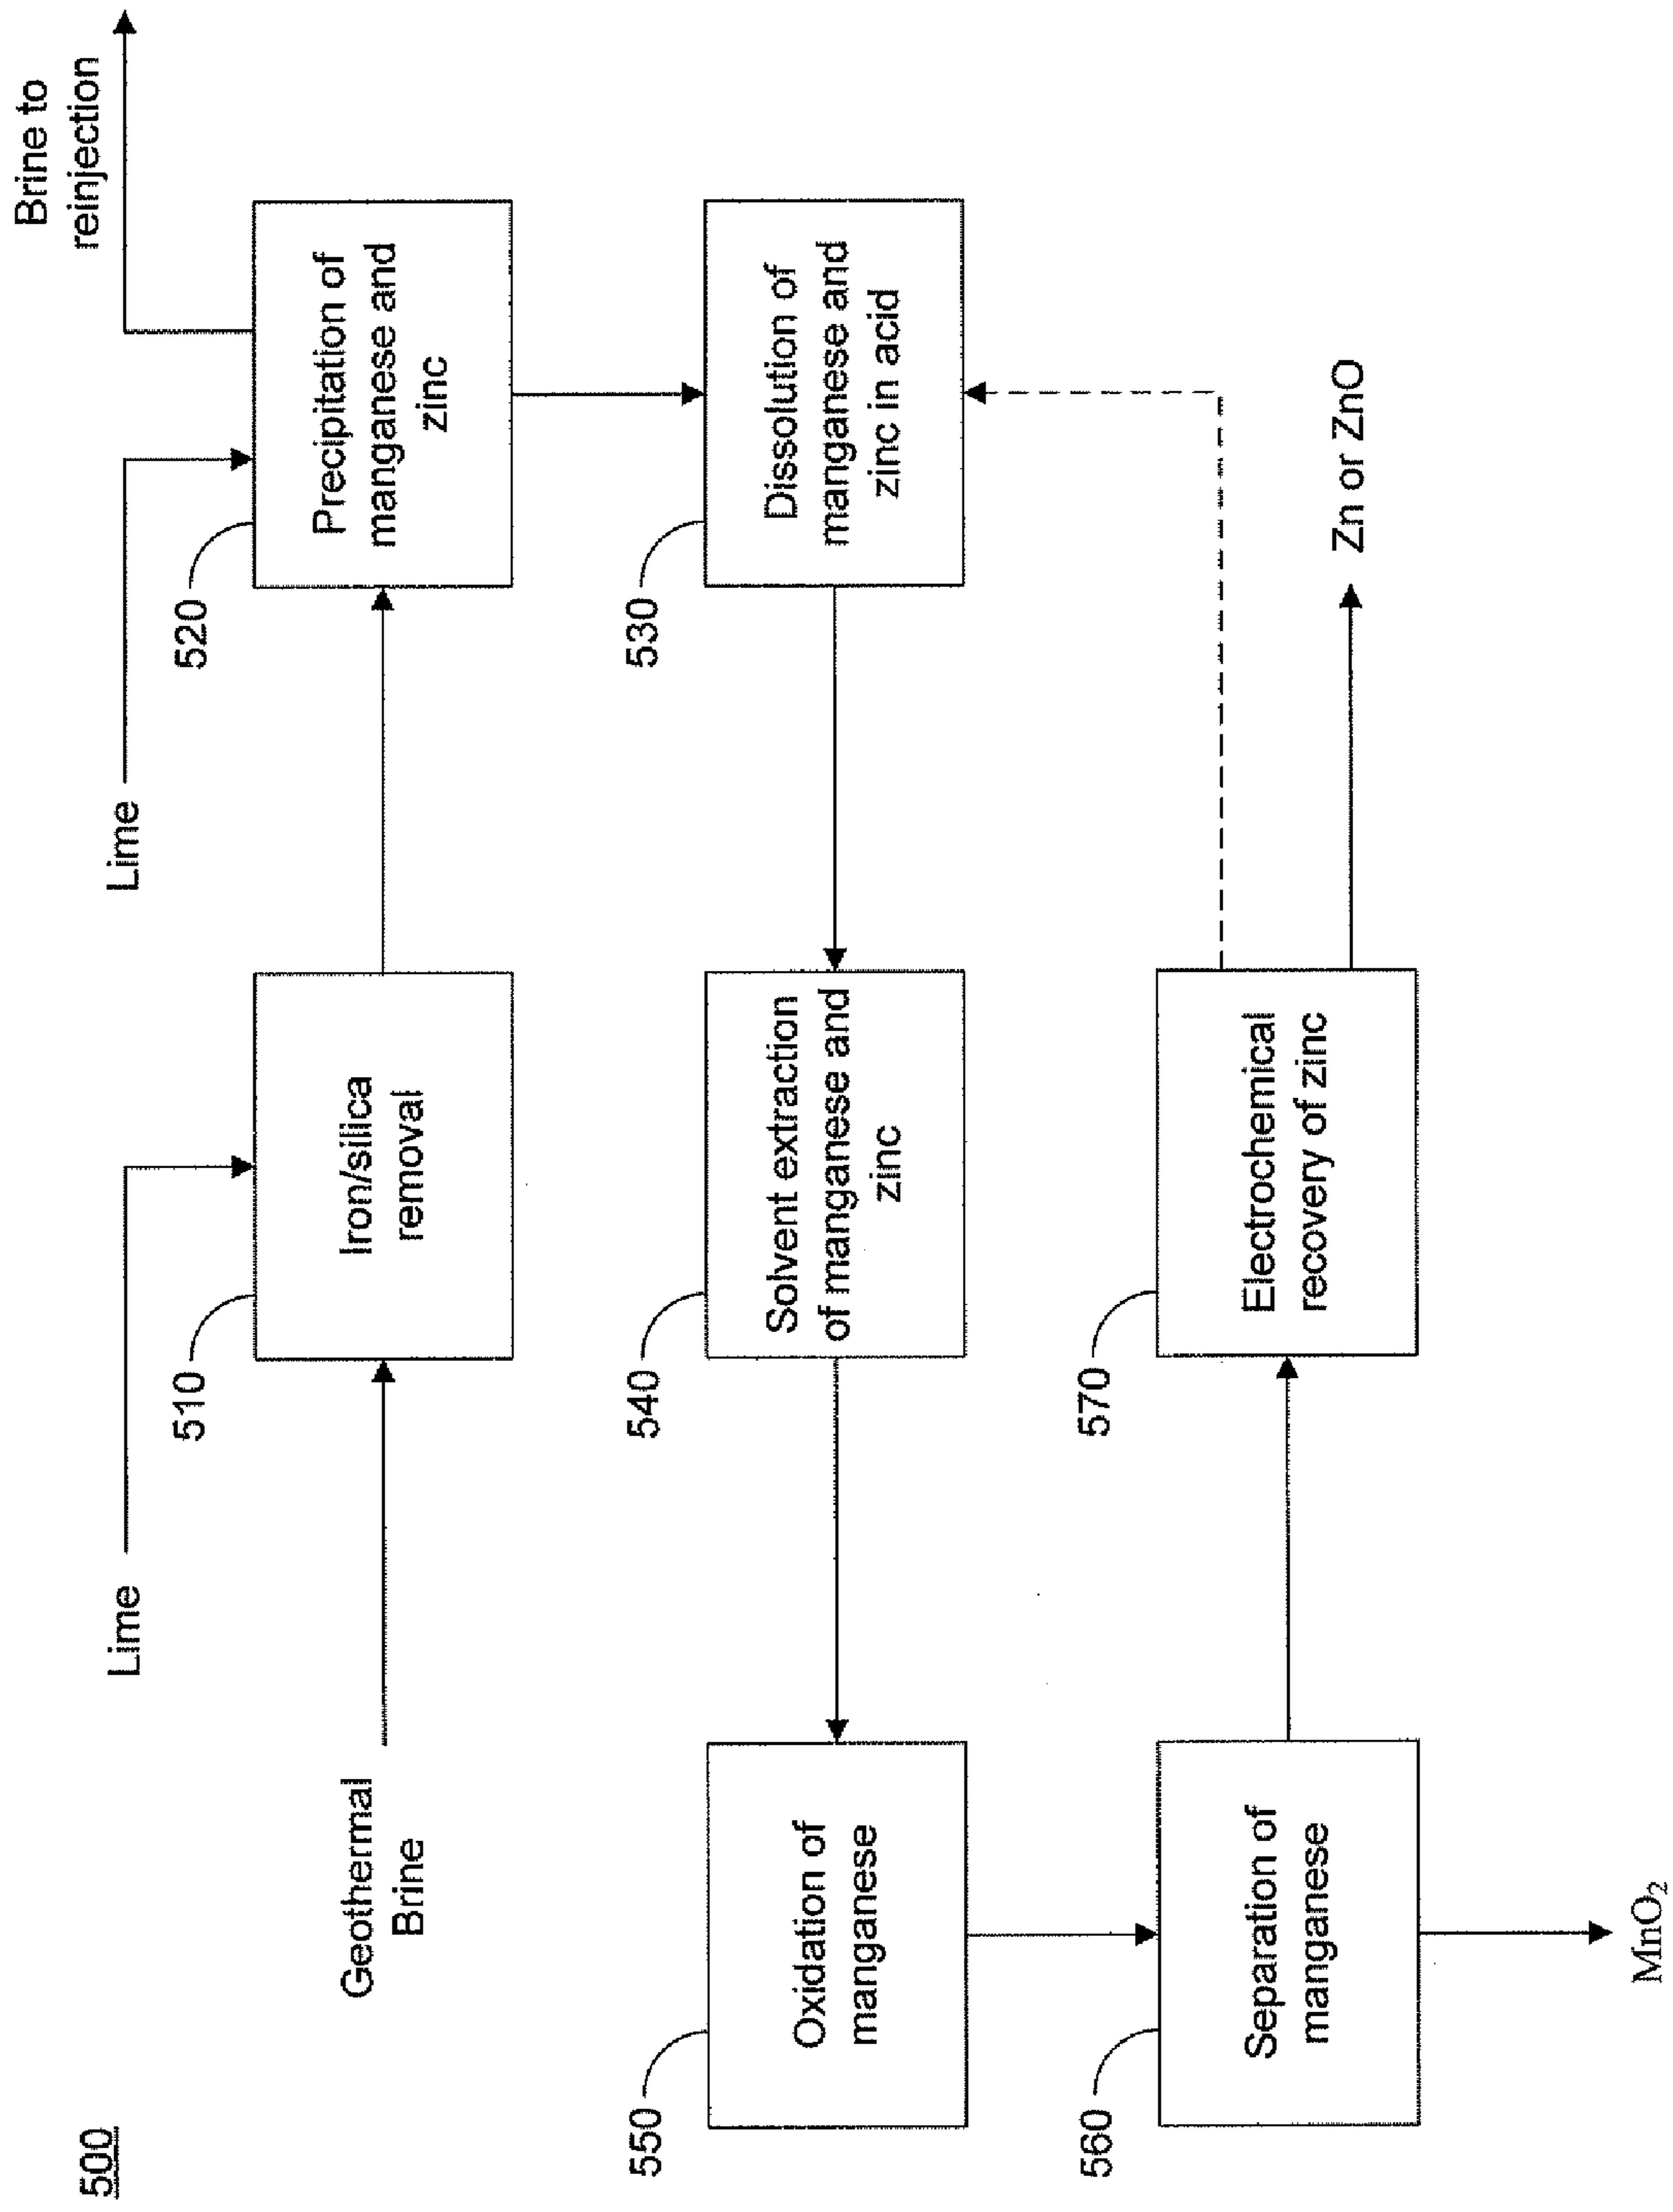 500
Lime
Lime
Brine to
reinjection
Geothermal
Brine
510
Iron/silica
removal
520
Precipitation of
manganese and
zinc
550
Oxidation of
manganese
540
Solvent extraction
of manganese and
zinc
530
Dissolution of
manganese and
zinc in acid
560
Separation of
manganese
570
Electrochemical
recovery of zinc
Zn or ZnO
MnO₂